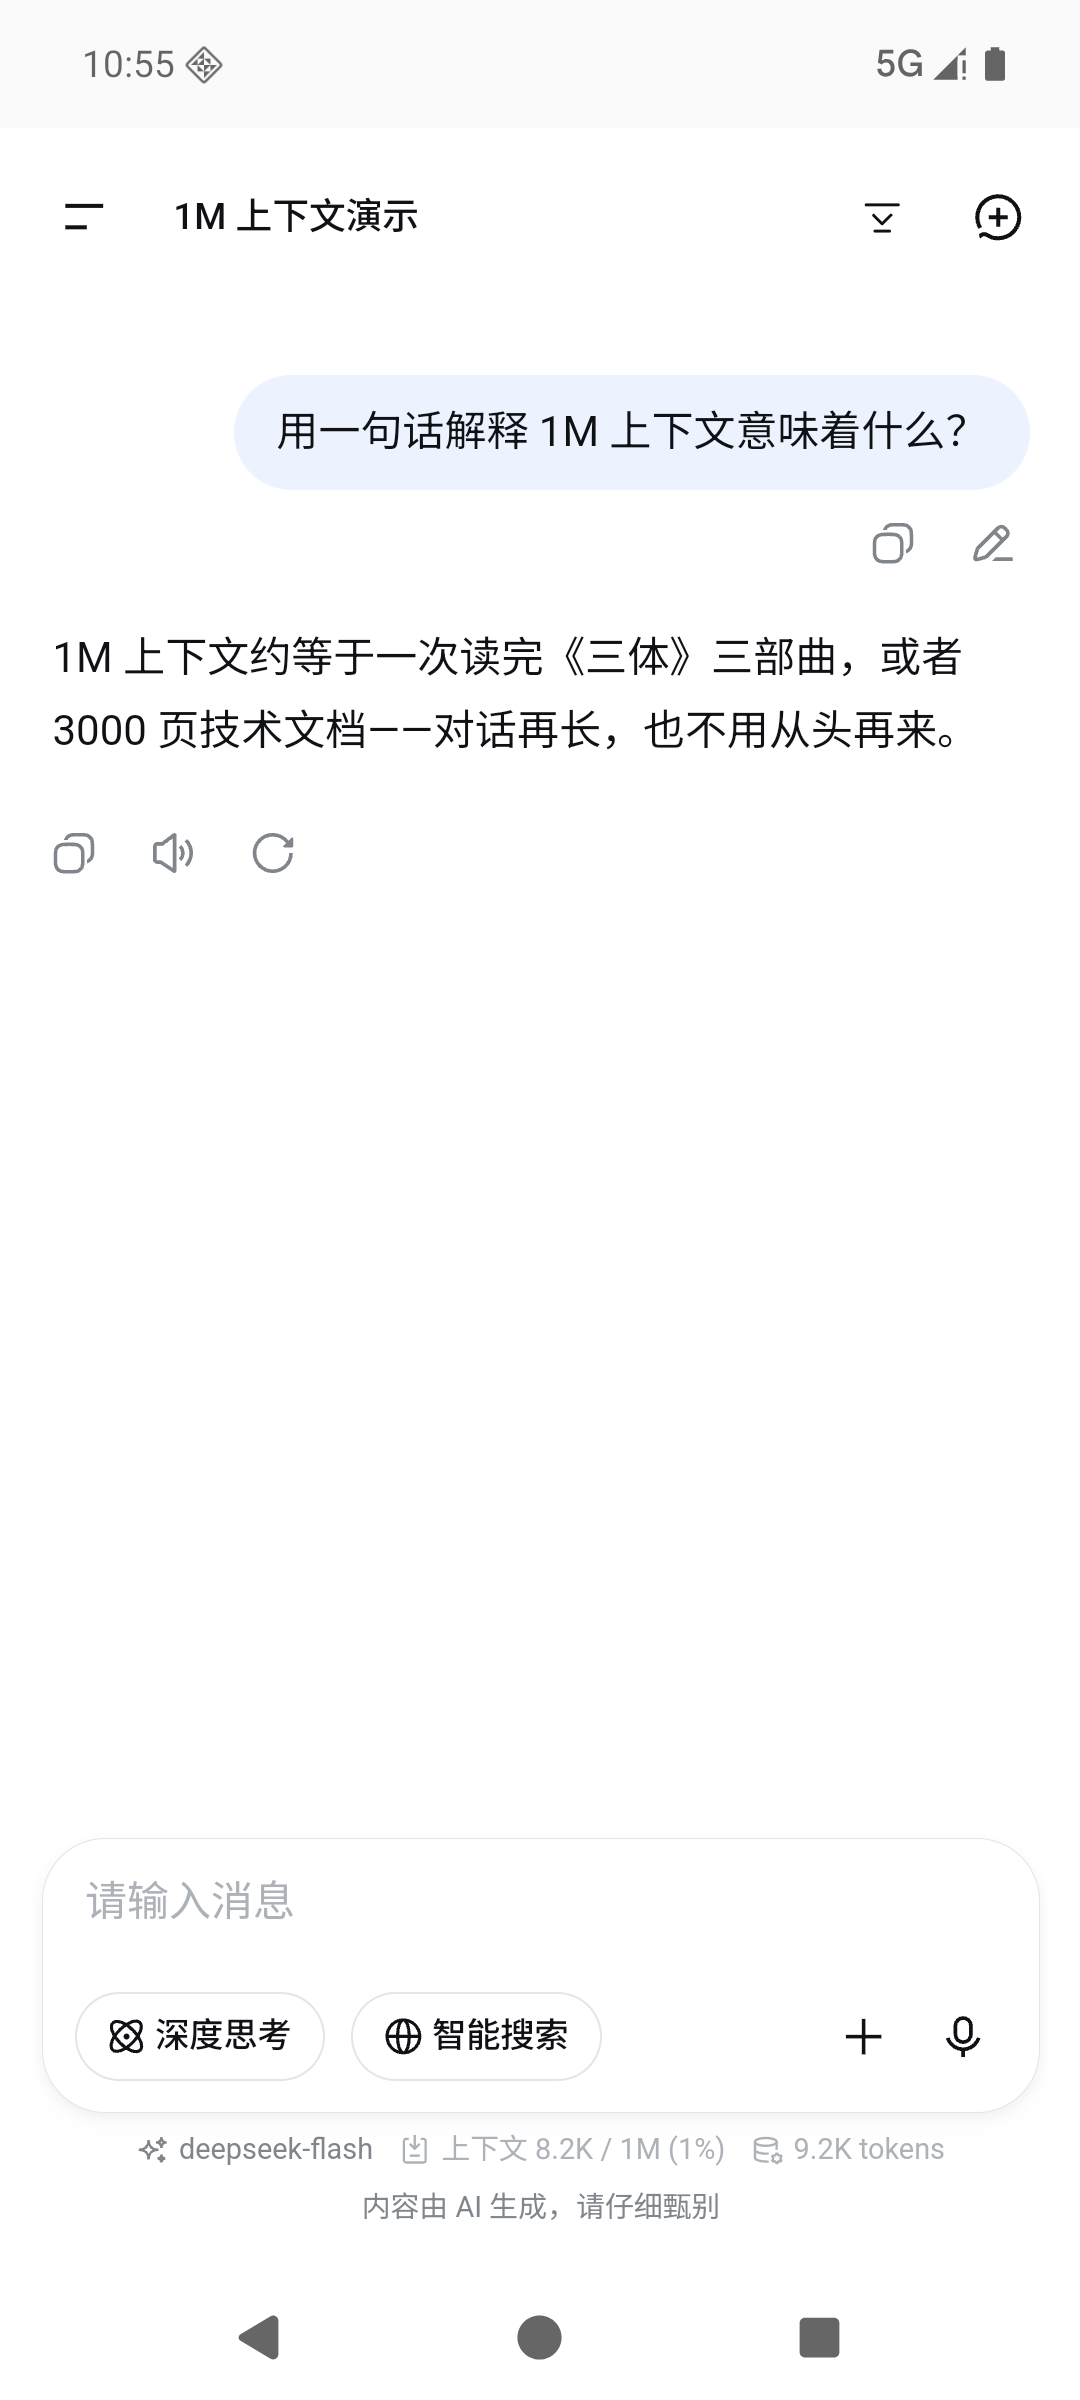 10:55
5G
1M 上下文演示
用一句话解释 1M 上下文意味着什么？
1M 上下文约等于一次读完《三体》三部曲，或者
3000 页技术文档——对话再长，也不用从头再来。
请输入消息
深度思考
智能搜索
deepseek-flash 上下文 8.2K / 1M (1%) 9.2K tokens
内容由 AI 生成，请仔细甄别